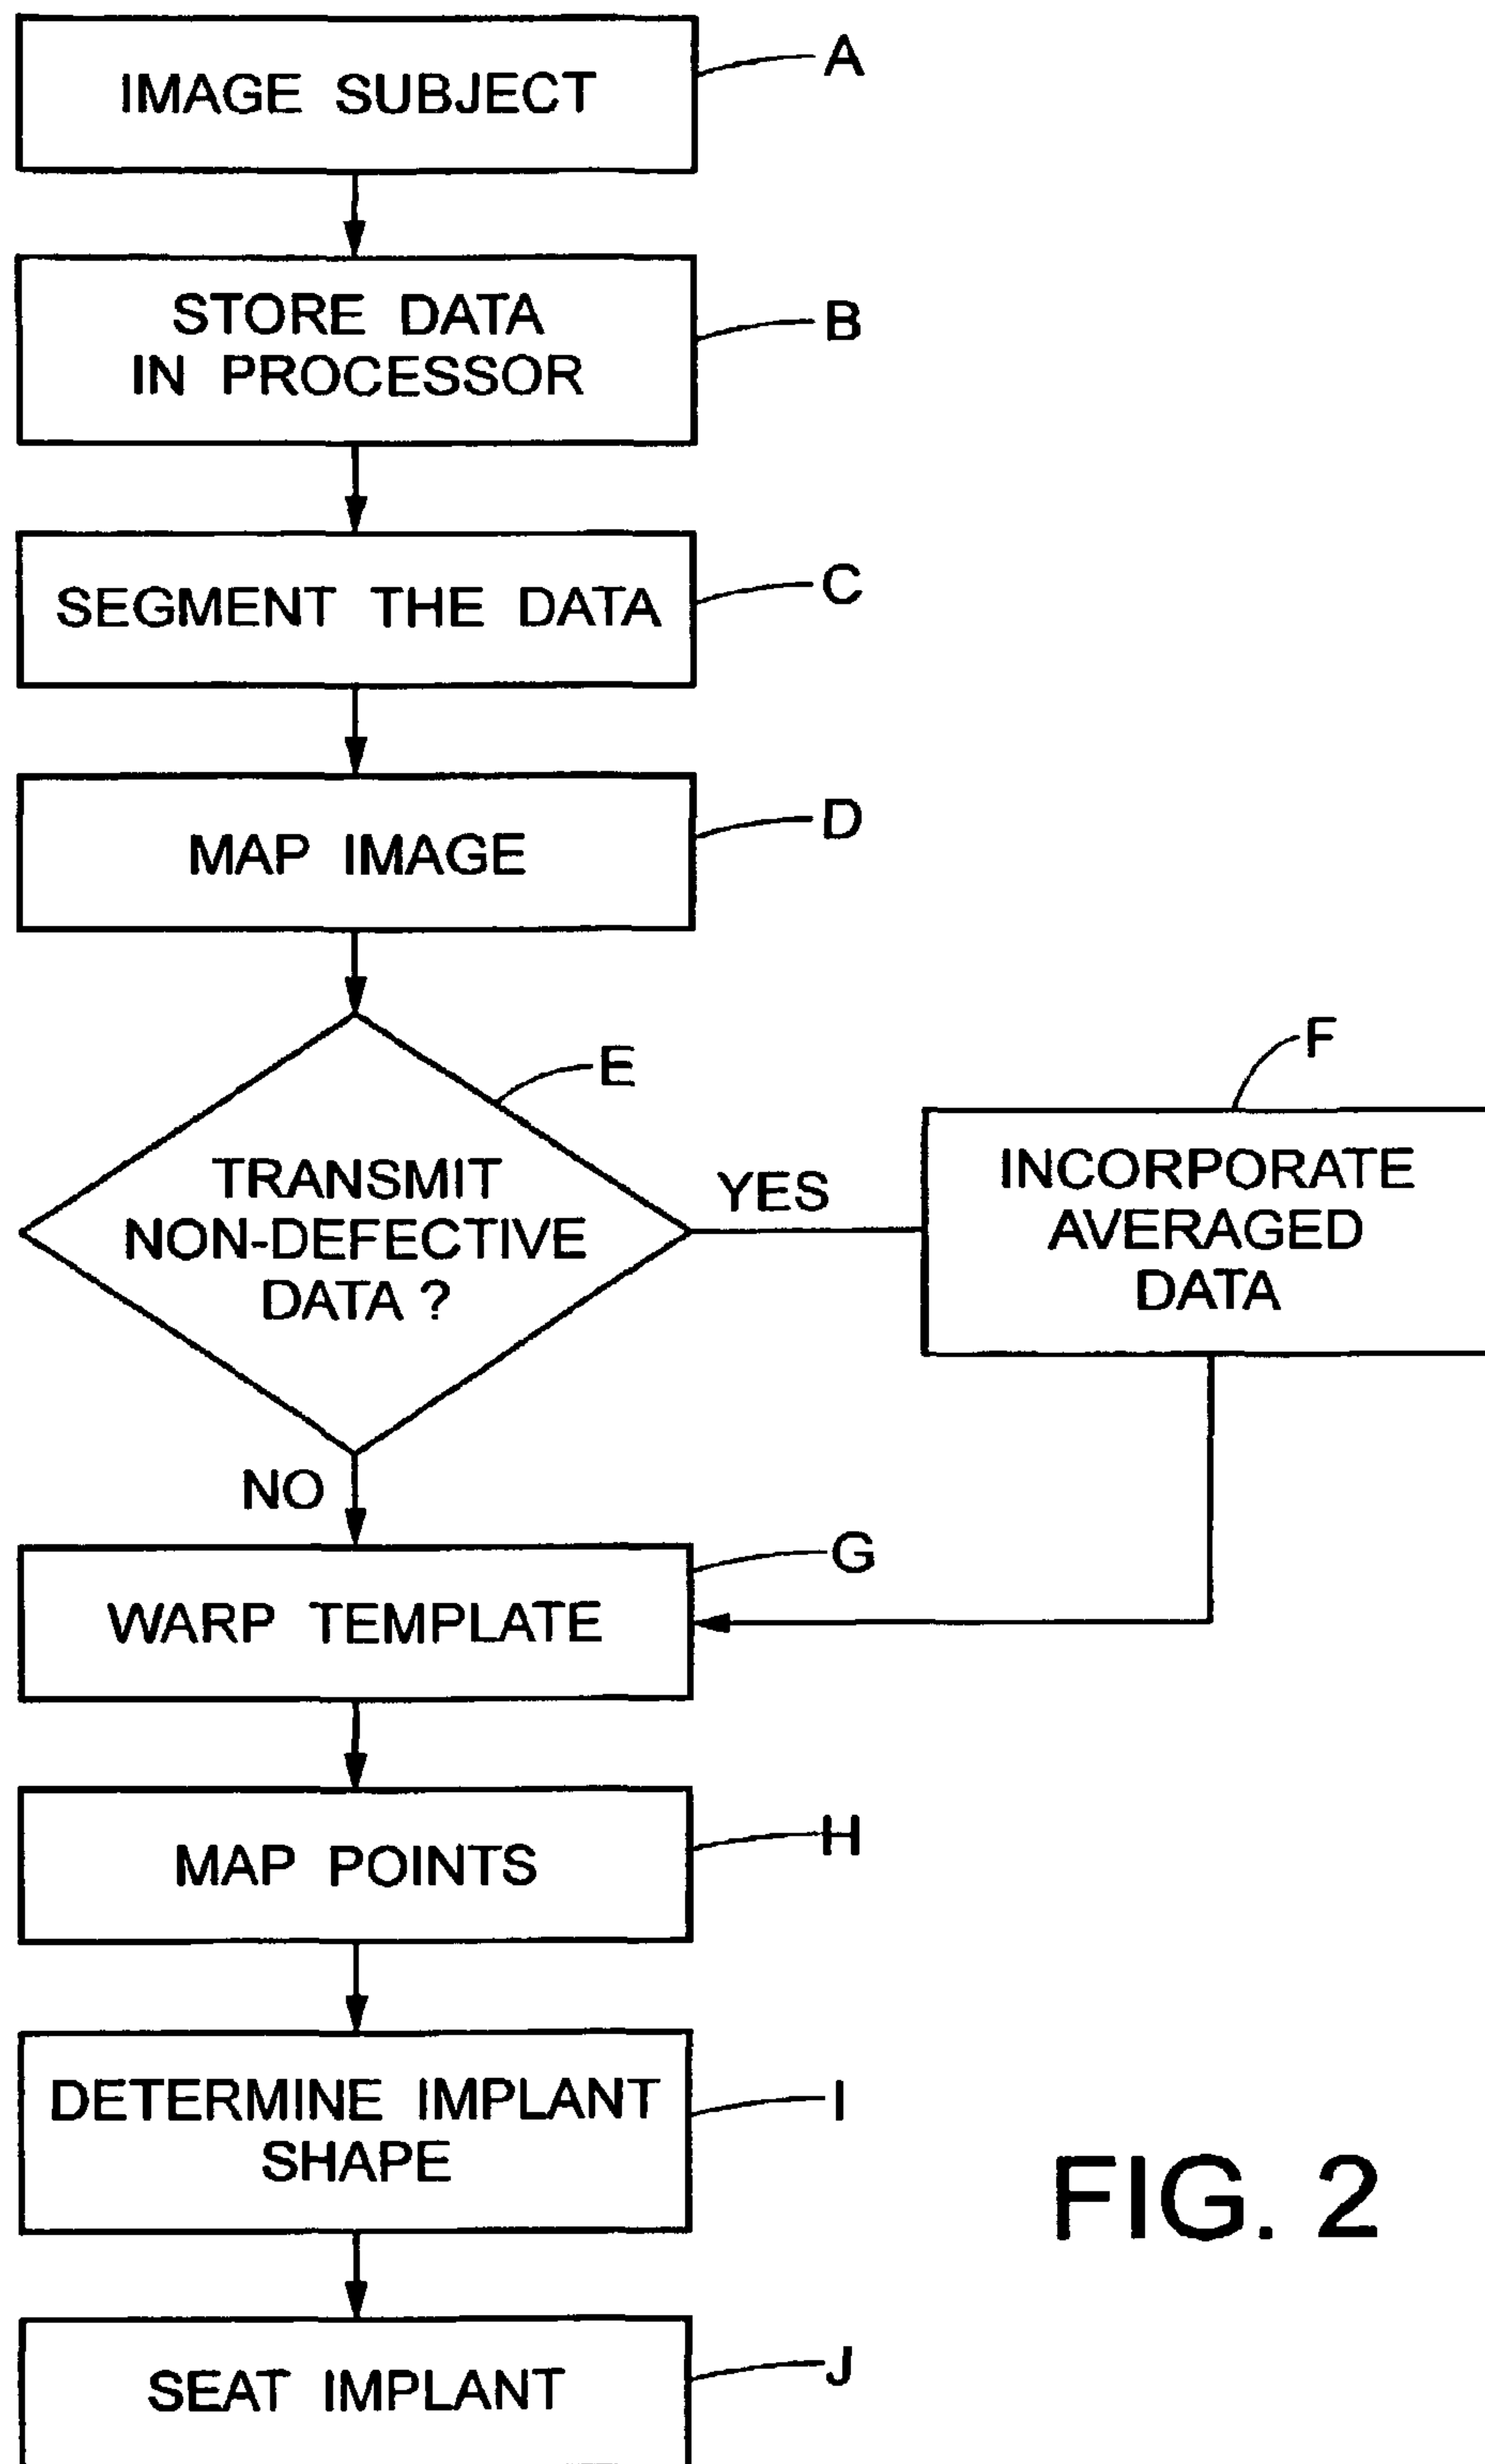 IMAGE SUBJECT
A
STORE DATA
IN PROCESSOR
B
SEGMENT THE DATA
C
MAP IMAGE
D
E
TRANSMIT
NON-DEFECTIVE
DATA ?
YES
F
INCORPORATE
AVERAGED
DATA
NO
WARP TEMPLATE
G
MAP POINTS
H
DETERMINE IMPLANT
SHAPE
I
SEAT IMPLANT
J
FIG. 2